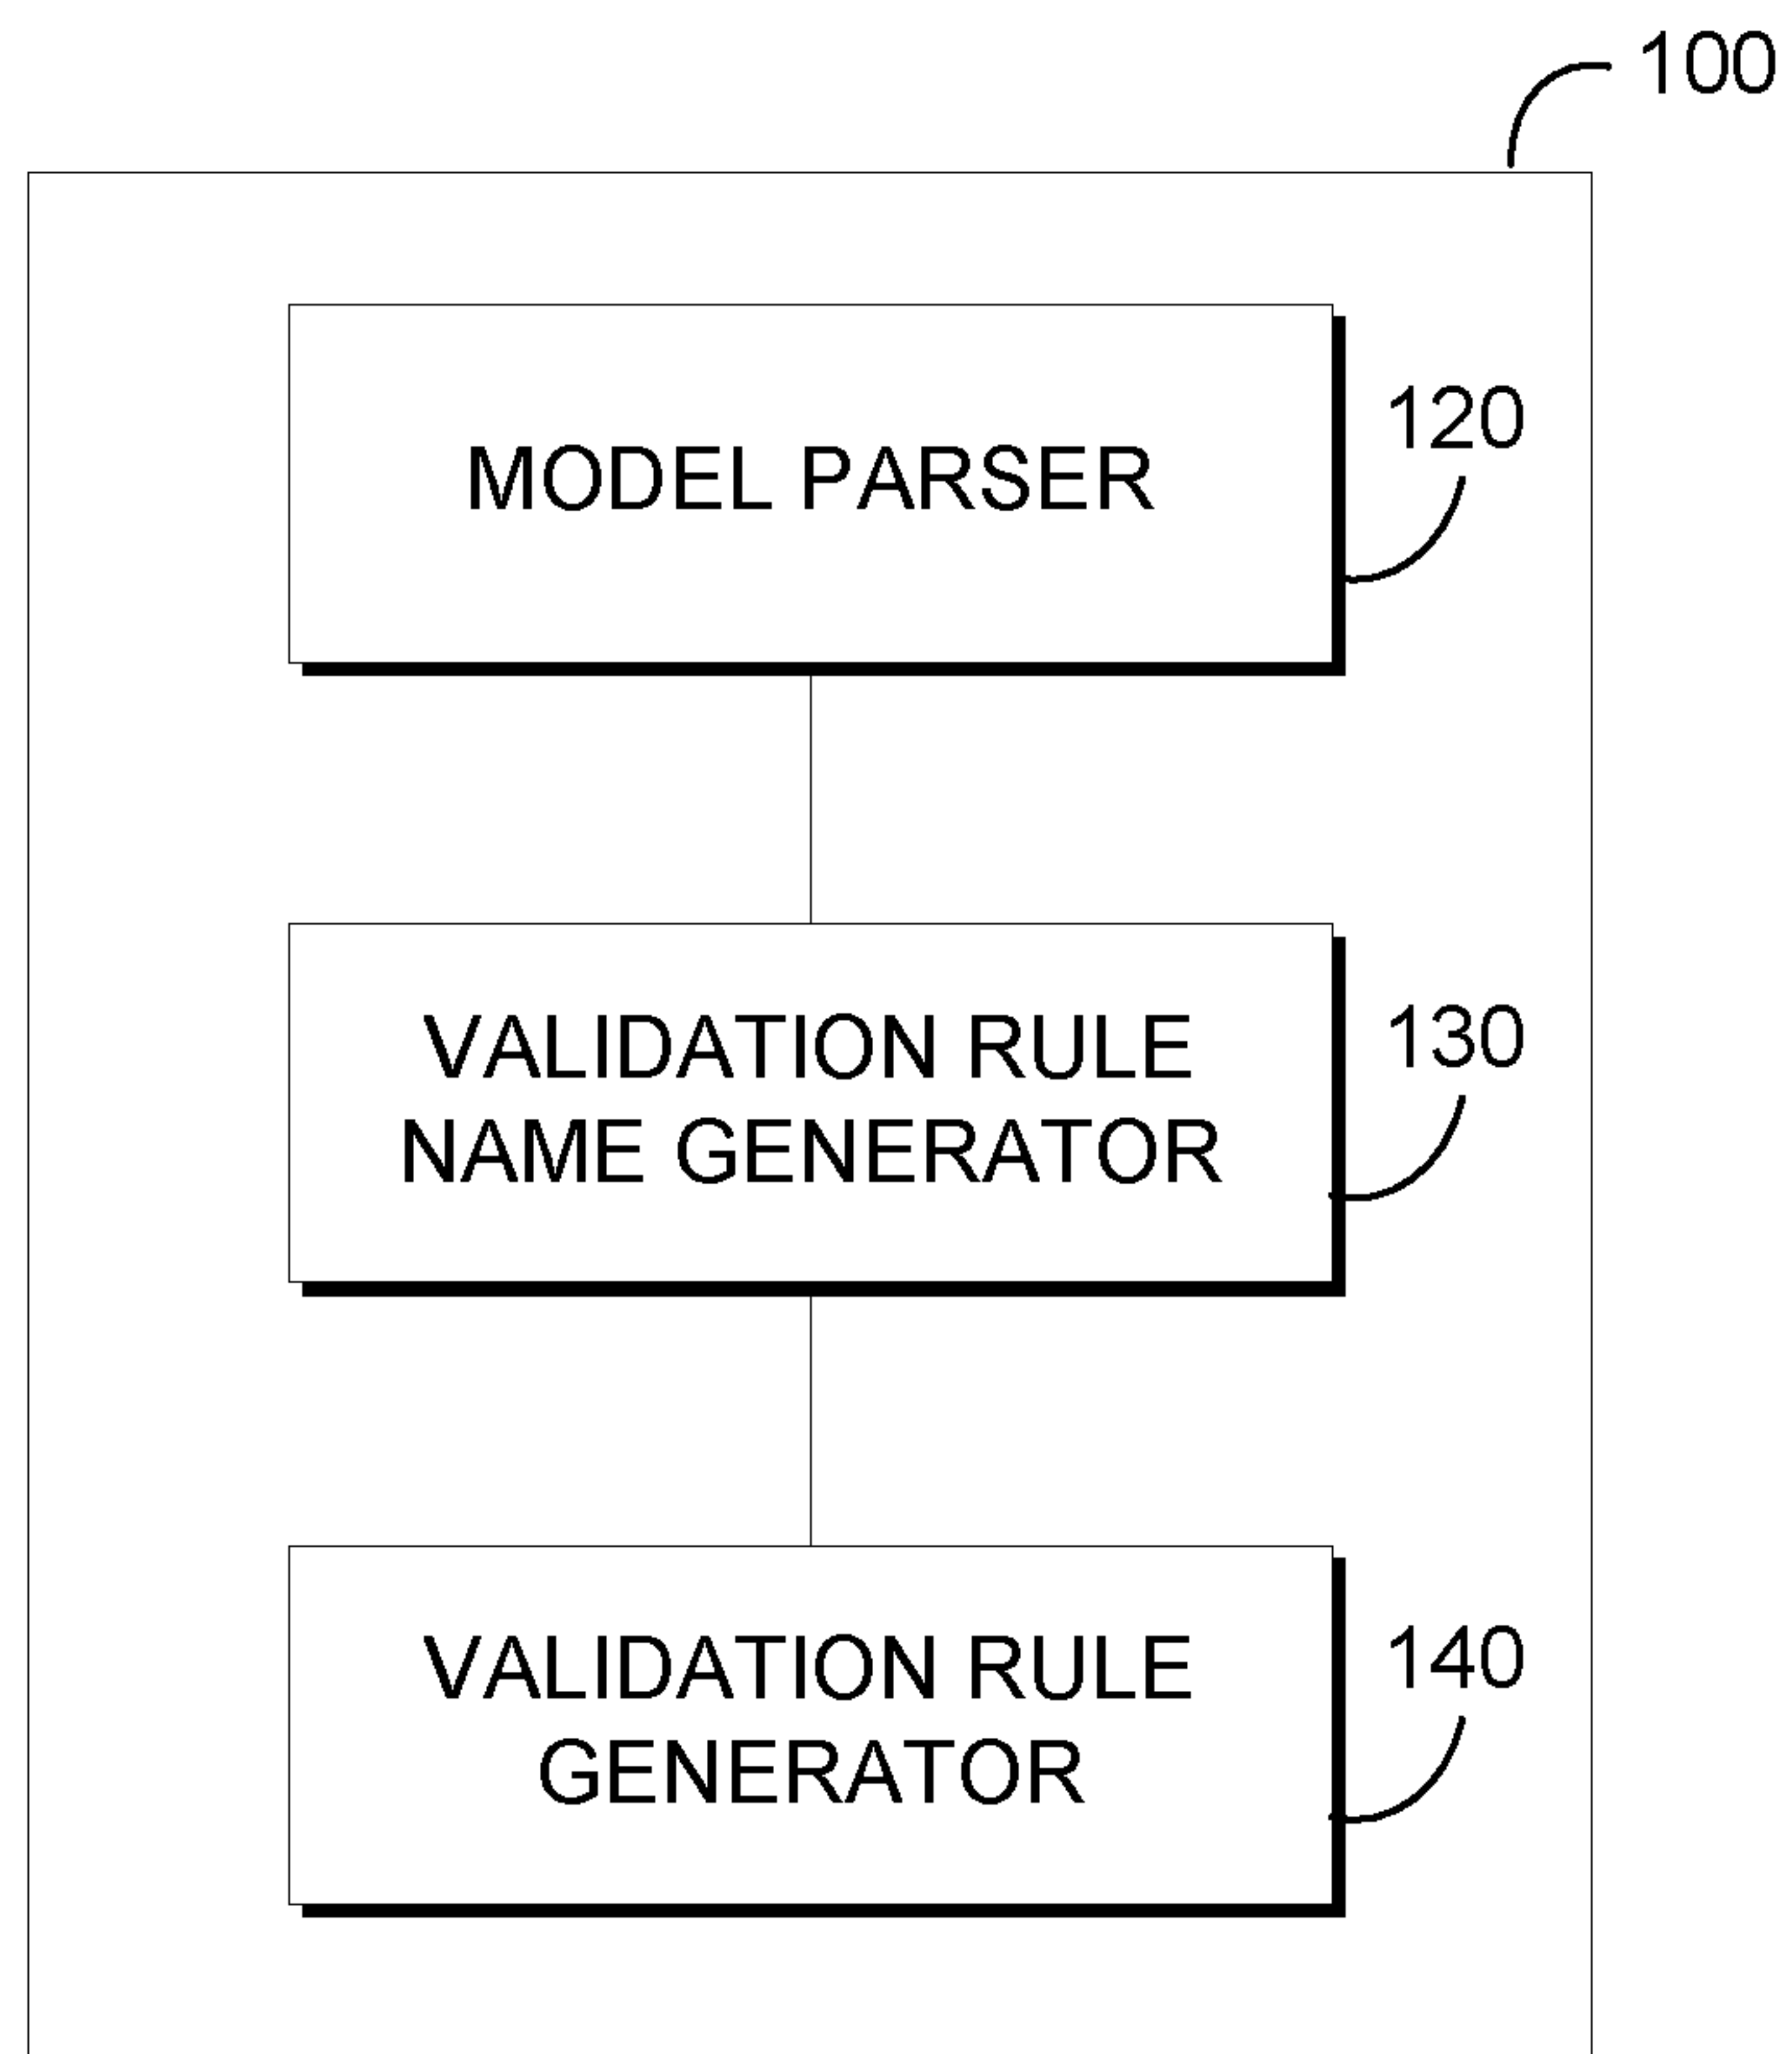 100
MODEL PARSER
120
VALIDATION RULE
NAME GENERATOR
130
VALIDATION RULE
GENERATOR
140